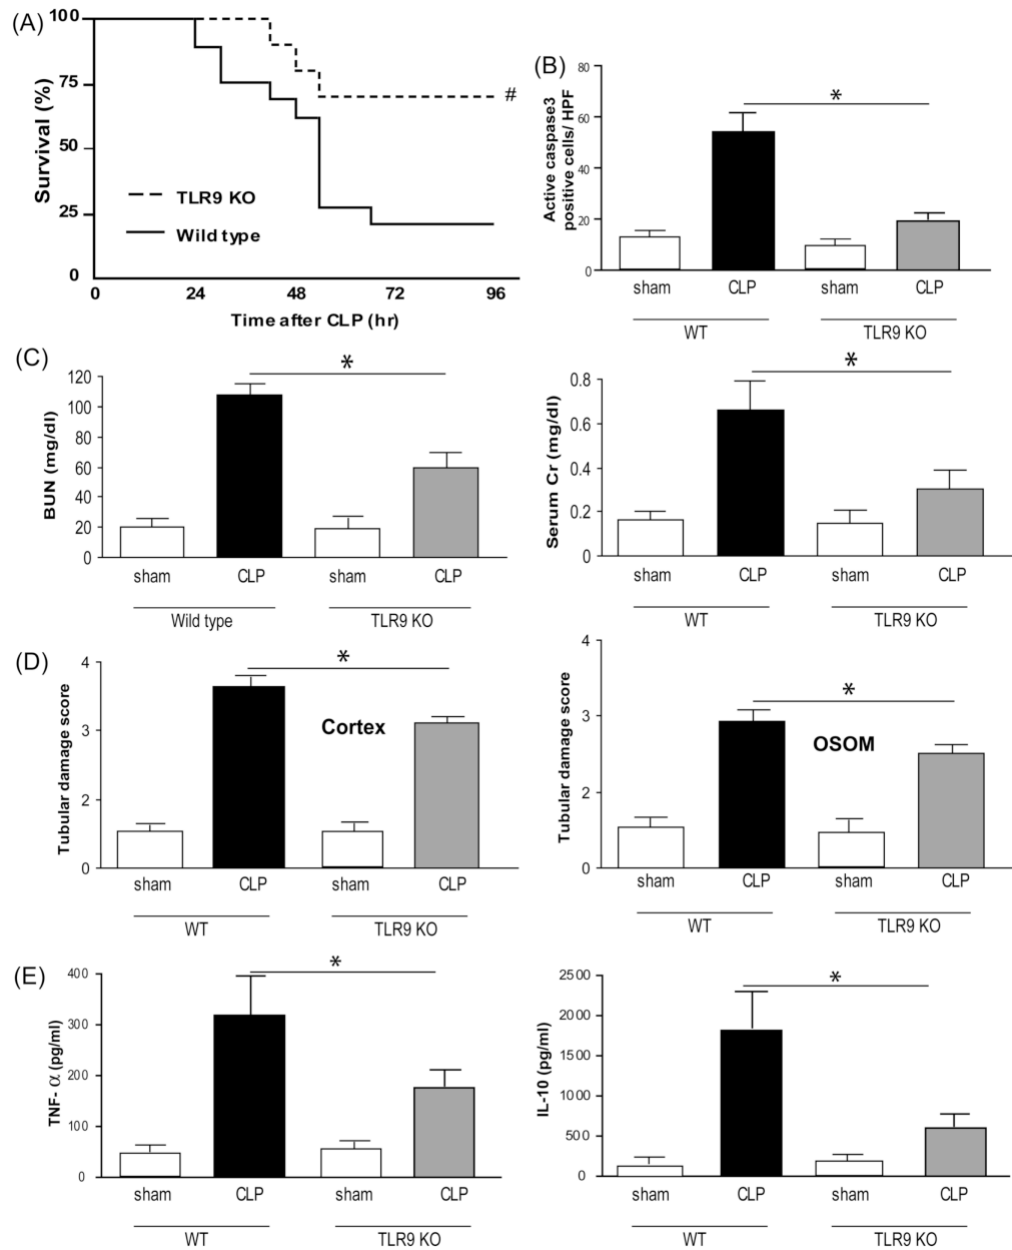 (A)
100
75
50
25
0
Survival (%)
TLR9 KO
Wild type
#
0 24 48 72 96
Time after CLP (hr)
(B)
Active caspase3
positive cells/ HPF
80
60
40
20
0
*
sham CLP sham CLP
WT TLR9 KO
(C)
BUN (mg/dl)
120
100
80
60
40
20
0
*
sham CLP sham CLP
Wild type TLR9 KO
Serum Cr (mg/dl)
0.8
0.6
0.4
0.2
0
*
sham CLP sham CLP
WT TLR9 KO
(D)
Tubular damage score
4
3
2
0
*
Cortex
sham CLP sham CLP
WT TLR9 KO
Tubular damage score
4
3
2
0
*
OSOM
sham CLP sham CLP
WT TLR9 KO
(E)
TNF- α (pg/ml)
400
300
200
100
0
*
sham CLP sham CLP
WT TLR9 KO
IL-10 (pg/ml)
2500
2000
1500
1000
500
0
*
sham CLP sham CLP
WT TLR9 KO